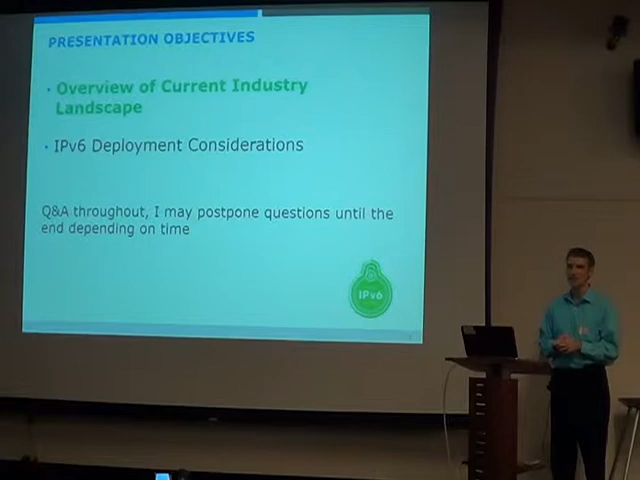 PRESENTATION OBJECTIVES
· Overview of Current Industry
Landscape
· IPv6 Deployment Considerations
Q&A throughout, I may postpone questions until the
end depending on time
IPv6